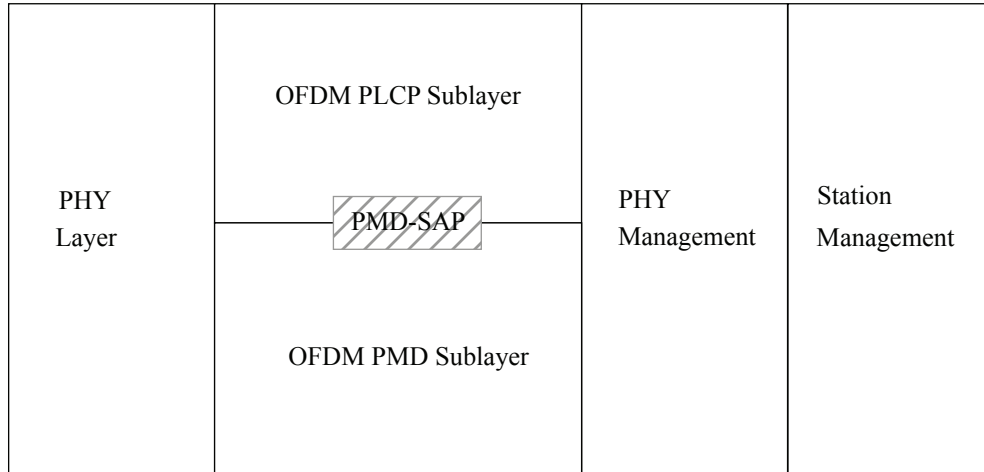 OFDM PLCP Sublayer
PHY
Layer
PMD-SAP
PHY
Management
Station
Management
OFDM PMD Sublayer